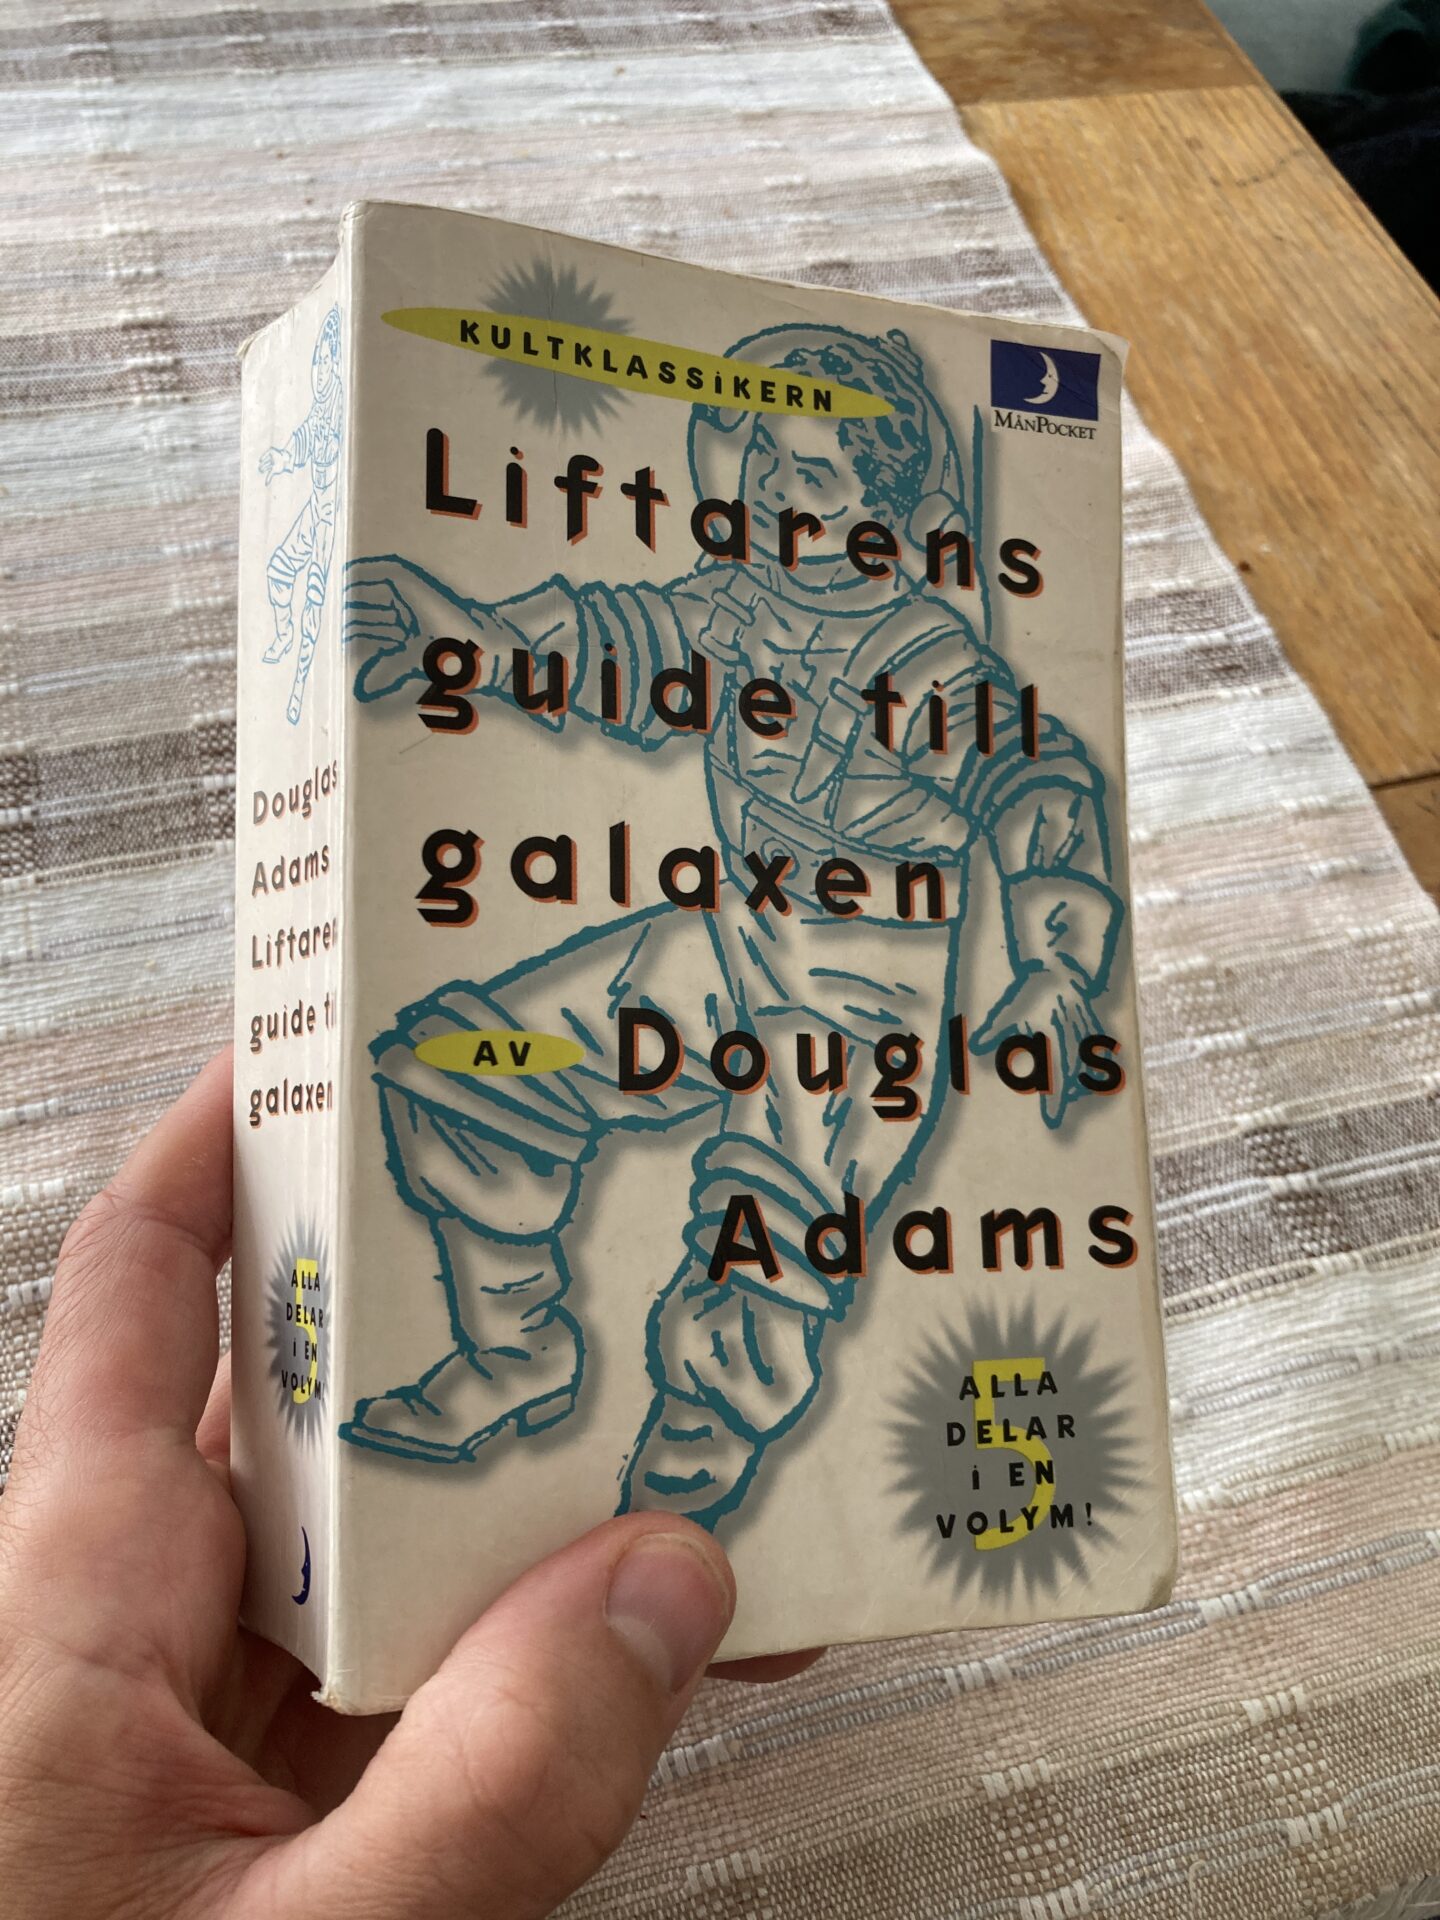 KULTKLASSiKERN
MÅNPOCKET
Liftarens
guide till
galaxen
AV Douglas
Adams
5
ALLA
DELAR
i EN
VOLYM!
Douglas
Adams
Liftaren
guide ti
galaxen
5
ALLA
DELAR
i EN
VOLYM!